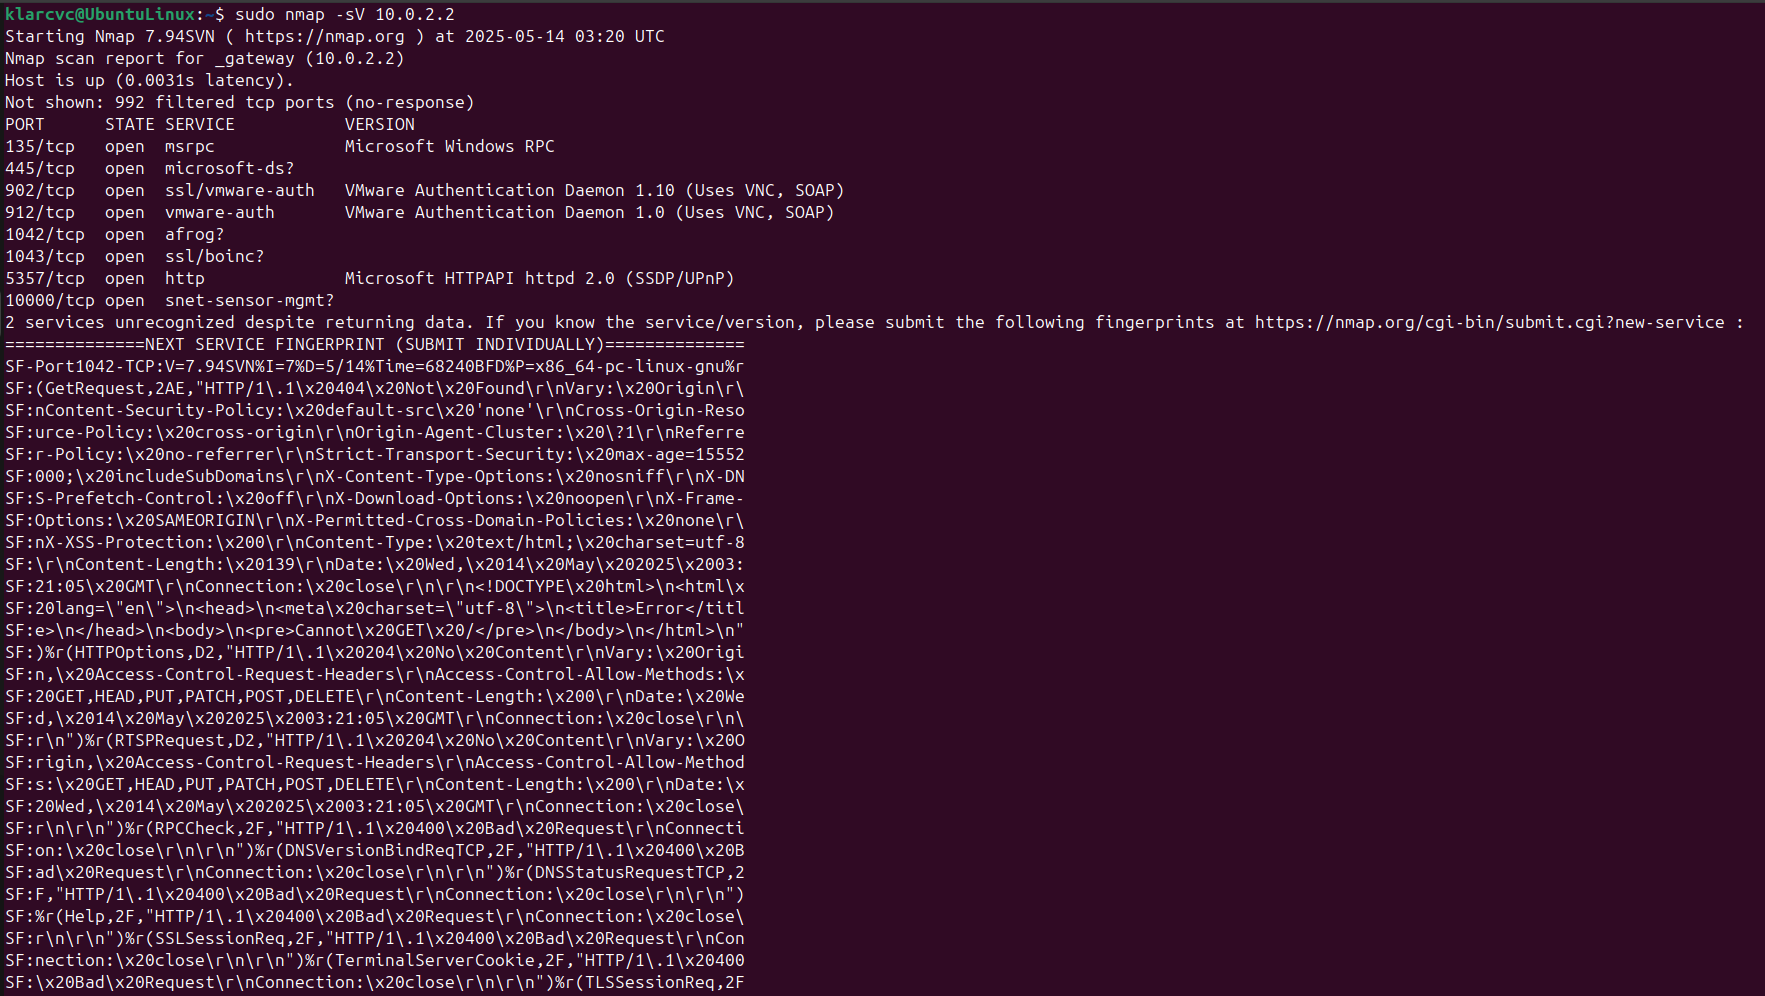 klarcvc@UbuntuLinux:~$ sudo nmap -sV 10.0.2.2
Starting Nmap 7.94SVN ( https://nmap.org ) at 2025-05-14 03:20 UTC
Nmap scan report for _gateway (10.0.2.2)
Host is up (0.0031s latency).
Not shown: 992 filtered tcp ports (no-response)
PORT      STATE SERVICE           VERSION
135/tcp   open  msrpc             Microsoft Windows RPC
445/tcp   open  microsoft-ds?
902/tcp   open  ssl/vmware-auth   VMware Authentication Daemon 1.10 (Uses VNC, SOAP)
912/tcp   open  vmware-auth       VMware Authentication Daemon 1.0 (Uses VNC, SOAP)
1042/tcp  open  afrog?
1043/tcp  open  ssl/boinc?
5357/tcp  open  http              Microsoft HTTPAPI httpd 2.0 (SSDP/UPnP)
10000/tcp open  snet-sensor-mgmt?
2 services unrecognized despite returning data. If you know the service/version, please submit the following fingerprints at https://nmap.org/cgi-bin/submit.cgi?new-service :
==============NEXT SERVICE FINGERPRINT (SUBMIT INDIVIDUALLY)==============
SF-Port1042-TCP:V=7.94SVN%I=7%D=5/14%Time=68240BFD%P=x86_64-pc-linux-gnu%r
SF:(GetRequest,2AE,"HTTP/1\.1\x20404\x20Not\x20Found\r\nVary:\x20Origin\r\
SF:nContent-Security-Policy:\x20default-src\x20'none'\r\nCross-Origin-Reso
SF:urce-Policy:\x20cross-origin\r\nOrigin-Agent-Cluster:\x20\?1\r\nReferre
SF:r-Policy:\x20no-referrer\r\nStrict-Transport-Security:\x20max-age=15552
SF:000;\x20includeSubDomains\r\nX-Content-Type-Options:\x20nosniff\r\nX-DN
SF:S-Prefetch-Control:\x20off\r\nX-Download-Options:\x20noopen\r\nX-Frame-
SF:Options:\x20SAMEORIGIN\r\nX-Permitted-Cross-Domain-Policies:\x20none\r\
SF:nX-XSS-Protection:\x200\r\nContent-Type:\x20text/html;\x20charset=utf-8
SF:\r\nContent-Length:\x20139\r\nDate:\x20Wed,\x2014\x20May\x202025\x2003:
SF:21:05\x20GMT\r\nConnection:\x20close\r\n\r\n<!DOCTYPE\x20html>\n<html\x
SF:20lang=\"en\">\n<head>\n<meta\x20charset=\"utf-8\">\n<title>Error</titl
SF:e>\n</head>\n<body>\n<pre>Cannot\x20GET\x20/</pre>\n</body>\n</html>\n"
SF:)%r(HTTPOptions,D2,"HTTP/1\.1\x20204\x20No\x20Content\r\nVary:\x20Origi
SF:n,\x20Access-Control-Request-Headers\r\nAccess-Control-Allow-Methods:\x
SF:20GET,HEAD,PUT,PATCH,POST,DELETE\r\nContent-Length:\x200\r\nDate:\x20We
SF:d,\x2014\x20May\x202025\x2003:21:05\x20GMT\r\nConnection:\x20close\r\n\
SF:r\n")%r(RTSPRequest,D2,"HTTP/1\.1\x20204\x20No\x20Content\r\nVary:\x20O
SF:rigin,\x20Access-Control-Request-Headers\r\nAccess-Control-Allow-Method
SF:s:\x20GET,HEAD,PUT,PATCH,POST,DELETE\r\nContent-Length:\x200\r\nDate:\x
SF:20Wed,\x2014\x20May\x202025\x2003:21:05\x20GMT\r\nConnection:\x20close\
SF:r\n\r\n")%r(RPCCheck,2F,"HTTP/1\.1\x20400\x20Bad\x20Request\r\nConnecti
SF:on:\x20close\r\n\r\n")%r(DNSVersionBindReqTCP,2F,"HTTP/1\.1\x20400\x20B
SF:ad\x20Request\r\nConnection:\x20close\r\n\r\n")%r(DNSStatusRequestTCP,2
SF:F,"HTTP/1\.1\x20400\x20Bad\x20Request\r\nConnection:\x20close\r\n\r\n")
SF:%r(Help,2F,"HTTP/1\.1\x20400\x20Bad\x20Request\r\nConnection:\x20close\
SF:r\n\r\n")%r(SSLSessionReq,2F,"HTTP/1\.1\x20400\x20Bad\x20Request\r\nCon
SF:nection:\x20close\r\n\r\n")%r(TerminalServerCookie,2F,"HTTP/1\.1\x20400
SF:\x20Bad\x20Request\r\nConnection:\x20close\r\n\r\n")%r(TLSSessionReq,2F